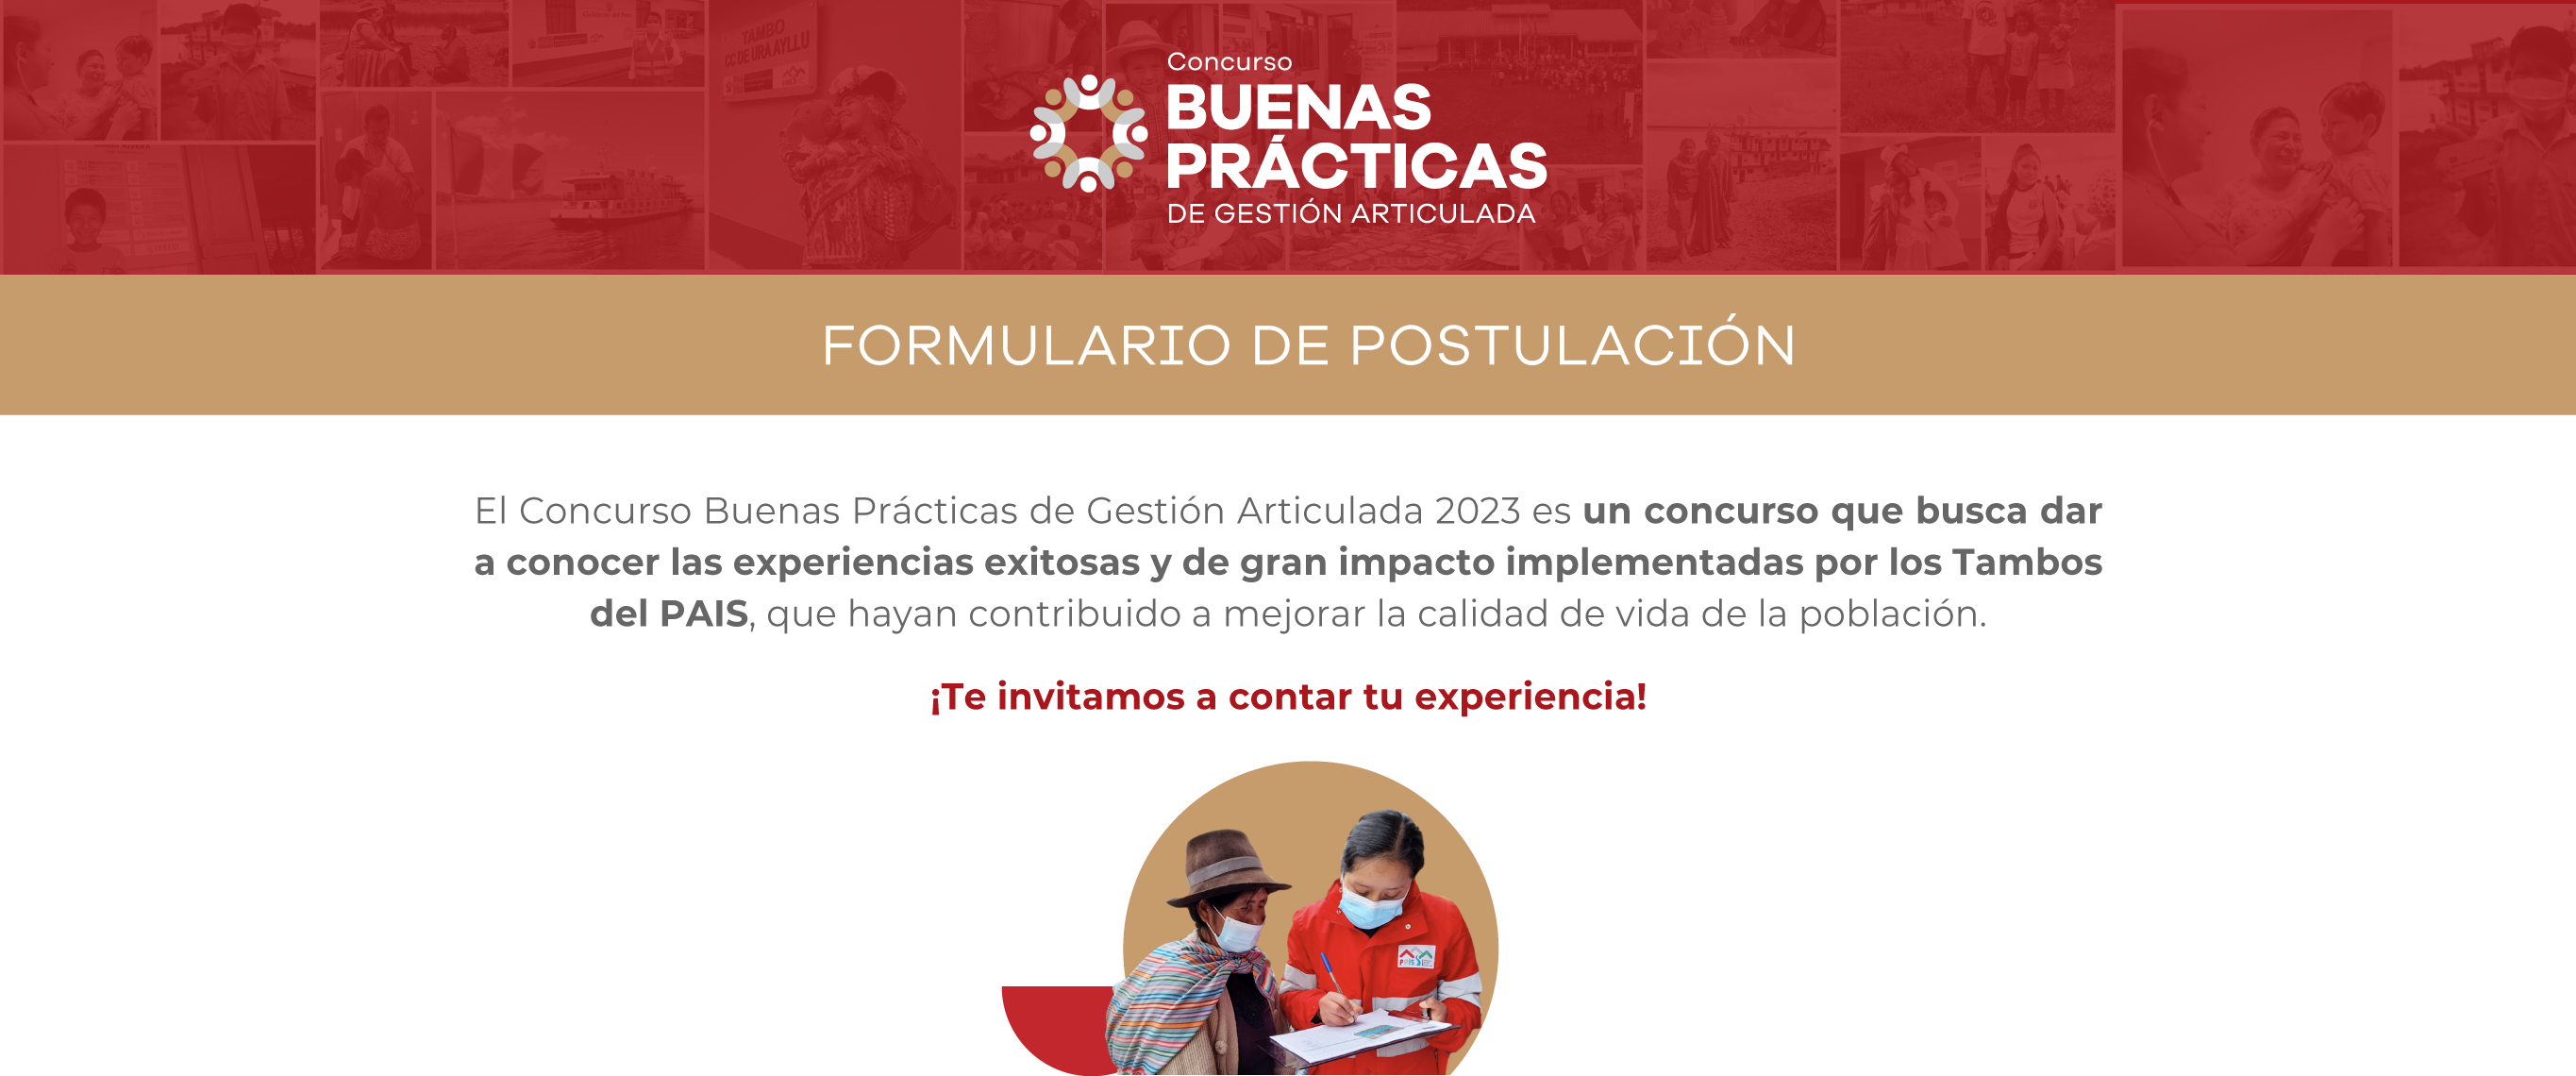 TAMBO
CC DE URA AYLLU
Concurso
BUENAS
PRÁCTICAS
DE GESTIÓN ARTICULADA
FORMULARIO DE POSTULACIÓN
El Concurso Buenas Prácticas de Gestión Articulada 2023 es un concurso que busca dar
a conocer las experiencias exitosas y de gran impacto implementadas por los Tambos
del PAIS, que hayan contribuido a mejorar la calidad de vida de la población.
¡Te invitamos a contar tu experiencia!
PAIS